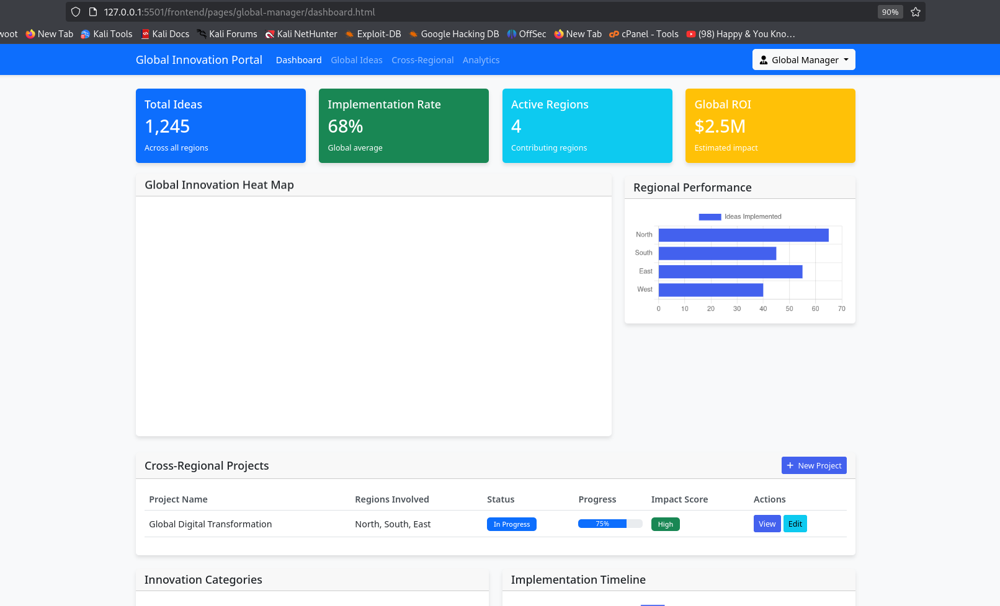 127.0.0.1:5501/frontend/pages/global-manager/dashboard.html 90%
woot New Tab Kali Tools Kali Docs Kali Forums Kali NetHunter Exploit-DB Google Hacking DB OffSec New Tab cPanel - Tools (98) Happy & You Kno…
Global Innovation Portal Dashboard Global Ideas Cross-Regional Analytics Global Manager
Total Ideas
1,245
Across all regions
Implementation Rate
68%
Global average
Active Regions
4
Contributing regions
Global ROI
$2.5M
Estimated impact
Global Innovation Heat Map
Regional Performance
Ideas Implemented
North
South
East
West
0 10 20 30 40 50 60 70
Cross-Regional Projects
+ New Project
Project Name Regions Involved Status Progress Impact Score Actions
Global Digital Transformation North, South, East In Progress 75% High View Edit
Innovation Categories
Implementation Timeline